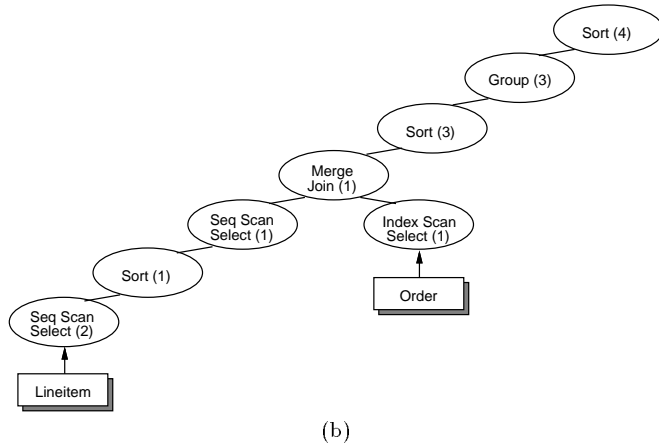 Sort (4)
Group (3)
Sort (3)
Merge
Join (1)
Seq Scan
Select (1)
Index Scan
Select (1)
Sort (1)
Order
Seq Scan
Select (2)
Lineitem
(b)